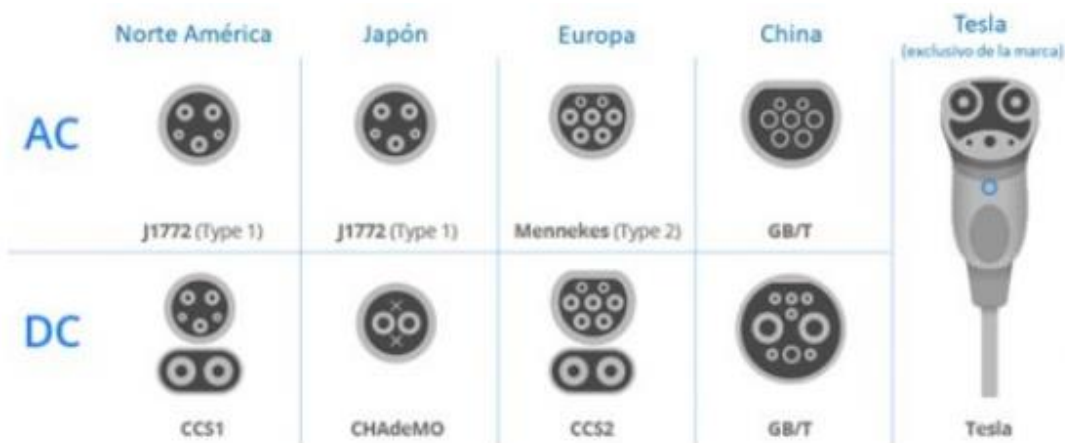 Norte América
Japón
Europa
China
Tesla
(exclusivo de la marca)
AC
J1772 (Type 1)
J1772 (Type 1)
Mennekes (Type 2)
GB/T
DC
CCS1
CHAdeMO
CCS2
GB/T
Tesla